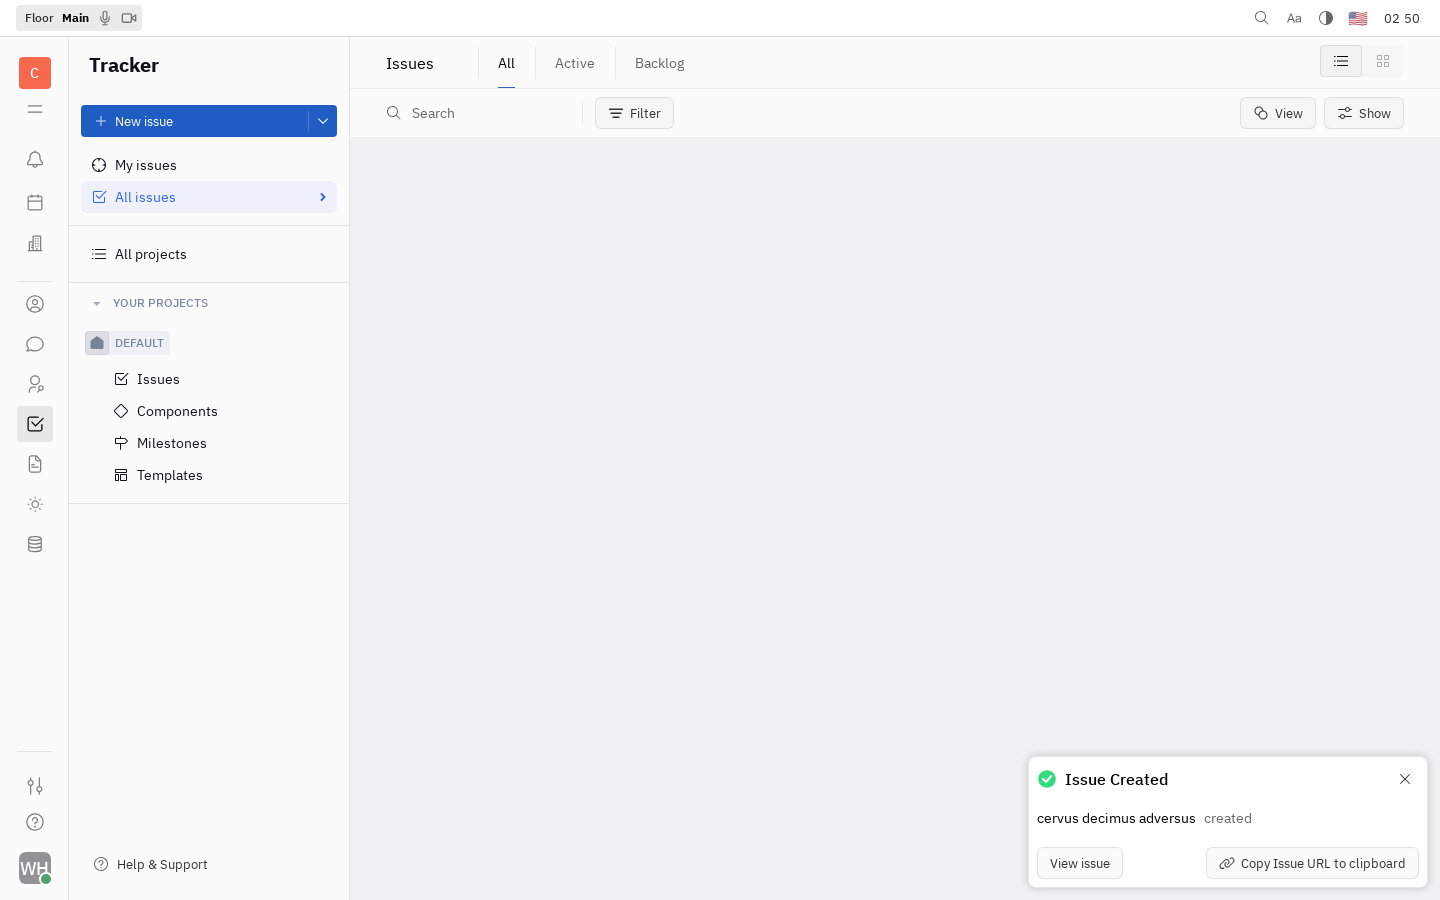 Floor Main
Aa
02 50
C
Tracker
New issue
My issues
All issues
All projects
YOUR PROJECTS
DEFAULT
Issues
Components
Milestones
Templates
Help & Support
WH
Issues
All
Active
Backlog
Search
Filter
View
Show
Issue Created
cervus decimus adversus created
View issue
Copy Issue URL to clipboard